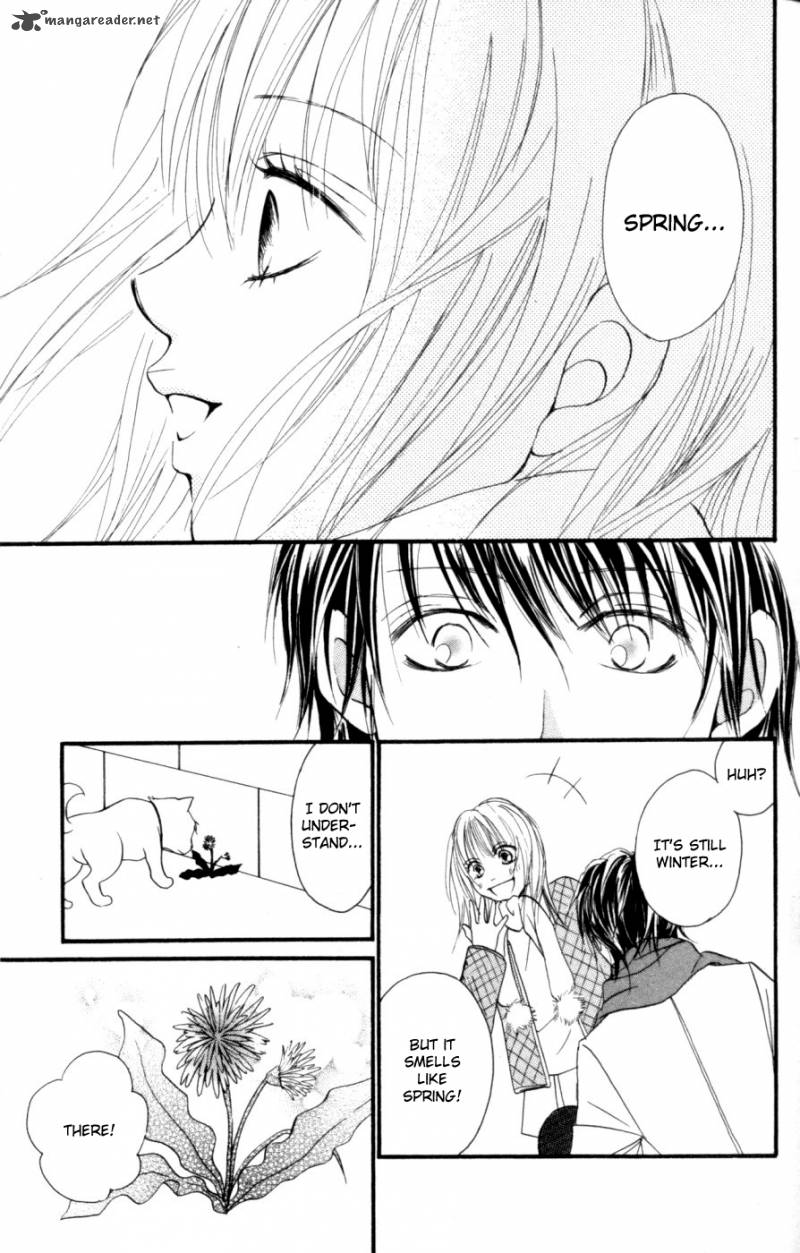 mangareader.net
SPRING...
HUH?
IT'S STILL
WINTER...
BUT IT
SMELLS
LIKE
SPRING!
I DON'T
UNDER-
STAND...
THERE!